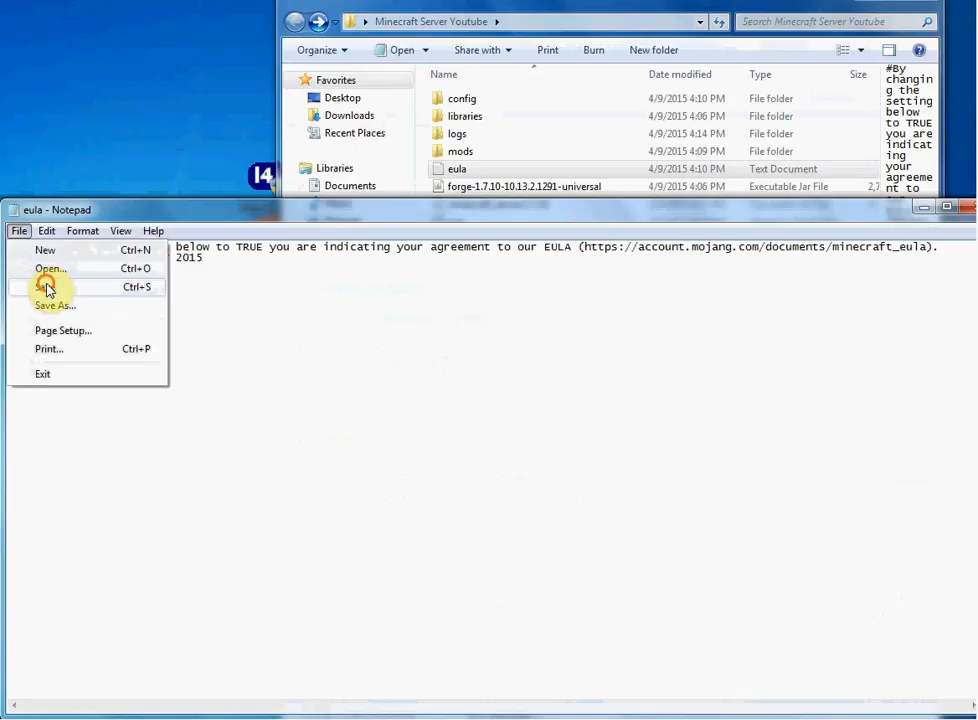 Minecraft Server Youtube
Search Minecraft Server Youtube
Organize Open Share with Print Burn New folder
Name Date modified Type Size
Favorites
Desktop
Downloads
Recent Places
Libraries
Documents
config 4/9/2015 4:10 PM File folder
libraries 4/9/2015 4:06 PM File folder
logs 4/9/2015 4:14 PM File folder
mods 4/9/2015 4:09 PM File folder
eula 4/9/2015 4:10 PM Text Document
forge-1.7.10-10.13.2.1291-universal 4/9/2015 4:06 PM Executable Jar File 2,7
#By
changin
g the
setting
below
to TRUE
you are
indicat
ing
your
agreeme
nt to
14
eula - Notepad
File Edit Format View Help
below to TRUE you are indicating your agreement to our EULA (https://account.mojang.com/documents/minecraft_eula).
2015
New Ctrl+N
Open... Ctrl+O
Ctrl+S
Save As...
Page Setup...
Print... Ctrl+P
Exit